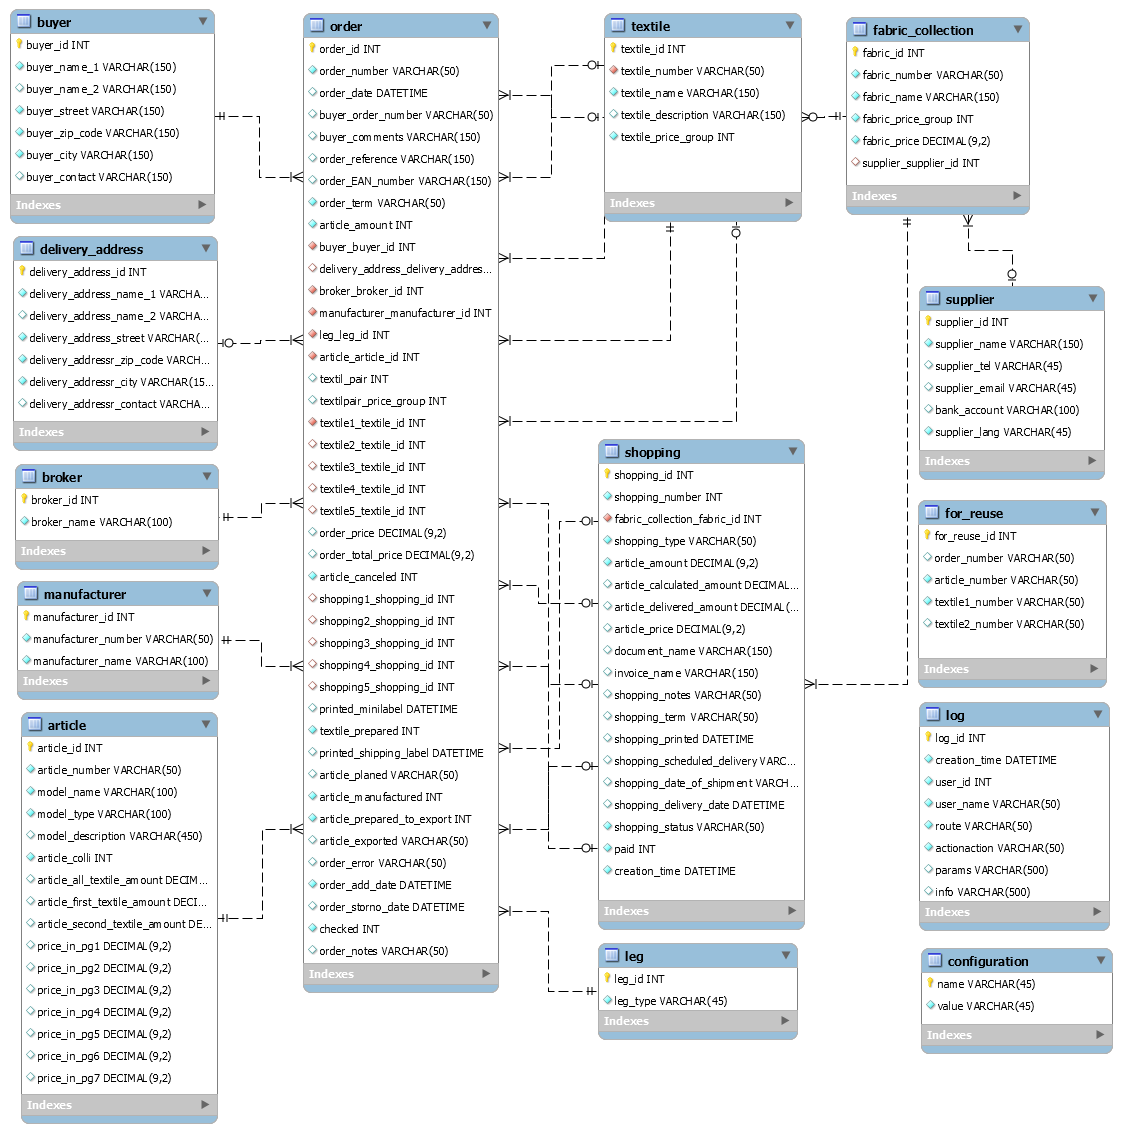 buyer
buyer_id INT
buyer_name_1 VARCHAR(150)
buyer_name_2 VARCHAR(150)
buyer_street VARCHAR(150)
buyer_zip_code VARCHAR(150)
buyer_city VARCHAR(150)
buyer_contact VARCHAR(150)
Indexes
delivery_address
delivery_address_id INT
delivery_address_name_1 VARCHA...
delivery_address_name_2 VARCHA...
delivery_address_street VARCHAR(...
delivery_addressr_zip_code VARCH...
delivery_addressr_city VARCHAR(15...
delivery_addressr_contact VARCHA...
Indexes
broker
broker_id INT
broker_name VARCHAR(100)
Indexes
manufacturer
manufacturer_id INT
manufacturer_number VARCHAR(50)
manufacturer_name VARCHAR(100)
Indexes
article
article_id INT
article_number VARCHAR(50)
model_name VARCHAR(100)
model_type VARCHAR(100)
model_description VARCHAR(450)
article_colli INT
article_all_textile_amount DECIM...
article_first_textile_amount DECI...
article_second_textile_amount DE...
price_in_pg1 DECIMAL(9,2)
price_in_pg2 DECIMAL(9,2)
price_in_pg3 DECIMAL(9,2)
price_in_pg4 DECIMAL(9,2)
price_in_pg5 DECIMAL(9,2)
price_in_pg6 DECIMAL(9,2)
price_in_pg7 DECIMAL(9,2)
Indexes
order
order_id INT
order_number VARCHAR(50)
order_date DATETIME
buyer_order_number VARCHAR(50)
buyer_comments VARCHAR(150)
order_reference VARCHAR(150)
order_EAN_number VARCHAR(150)
order_term VARCHAR(50)
article_amount INT
buyer_buyer_id INT
delivery_address_delivery_addres...
broker_broker_id INT
manufacturer_manufacturer_id INT
leg_leg_id INT
article_article_id INT
textil_pair INT
textilpair_price_group INT
textile1_textile_id INT
textile2_textile_id INT
textile3_textile_id INT
textile4_textile_id INT
textile5_textile_id INT
order_price DECIMAL(9,2)
order_total_price DECIMAL(9,2)
article_canceled INT
shopping1_shopping_id INT
shopping2_shopping_id INT
shopping3_shopping_id INT
shopping4_shopping_id INT
shopping5_shopping_id INT
printed_minilabel DATETIME
textile_prepared INT
printed_shipping_label DATETIME
article_planed VARCHAR(50)
article_manufactured INT
article_prepared_to_export INT
article_exported VARCHAR(50)
order_error VARCHAR(50)
order_add_date DATETIME
order_storno_date DATETIME
checked INT
order_notes VARCHAR(50)
Indexes
textile
textile_id INT
textile_number VARCHAR(50)
textile_name VARCHAR(150)
textile_description VARCHAR(150)
textile_price_group INT
Indexes
shopping
shopping_id INT
shopping_number INT
fabric_collection_fabric_id INT
shopping_type VARCHAR(50)
article_amount DECIMAL(9,2)
article_calculated_amount DECIMAL...
article_delivered_amount DECIMAL(...
article_price DECIMAL(9,2)
document_name VARCHAR(150)
invoice_name VARCHAR(150)
shopping_notes VARCHAR(50)
shopping_term VARCHAR(50)
shopping_printed DATETIME
shopping_scheduled_delivery VARC...
shopping_date_of_shipment VARCH...
shopping_delivery_date DATETIME
shopping_status VARCHAR(50)
paid INT
creation_time DATETIME
Indexes
leg
leg_id INT
leg_type VARCHAR(45)
Indexes
fabric_collection
fabric_id INT
fabric_number VARCHAR(50)
fabric_name VARCHAR(150)
fabric_price_group INT
fabric_price DECIMAL(9,2)
supplier_supplier_id INT
Indexes
supplier
supplier_id INT
supplier_name VARCHAR(150)
supplier_tel VARCHAR(45)
supplier_email VARCHAR(45)
bank_account VARCHAR(100)
supplier_lang VARCHAR(45)
Indexes
for_reuse
for_reuse_id INT
order_number VARCHAR(50)
article_number VARCHAR(50)
textile1_number VARCHAR(50)
textile2_number VARCHAR(50)
Indexes
log
log_id INT
creation_time DATETIME
user_id INT
user_name VARCHAR(50)
route VARCHAR(50)
actionaction VARCHAR(50)
params VARCHAR(500)
info VARCHAR(500)
Indexes
configuration
name VARCHAR(45)
value VARCHAR(45)
Indexes